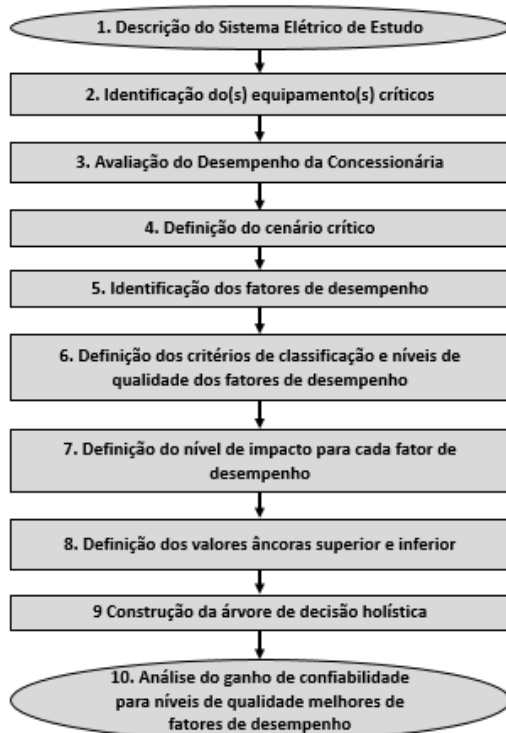 1. Descrição do Sistema Elétrico de Estudo
2. Identificação do(s) equipamento(s) críticos
3. Avaliação do Desempenho da Concessionária
4. Definição do cenário crítico
5. Identificação dos fatores de desempenho
6. Definição dos critérios de classificação e níveis de
qualidade dos fatores de desempenho
7. Definição do nível de impacto para cada fator de
desempenho
8. Definição dos valores âncoras superior e inferior
9 Construção da árvore de decisão holística
10. Análise do ganho de confiabilidade
para níveis de qualidade melhores de
fatores de desempenho